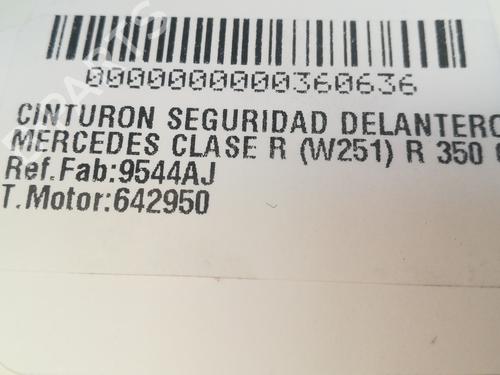 0000000000360636
CINTURON SEGURIDAD DELANTERO
MERCEDES CLASE R (W251) R 350
Ref.Fab:9544AJ
T.Motor:642950